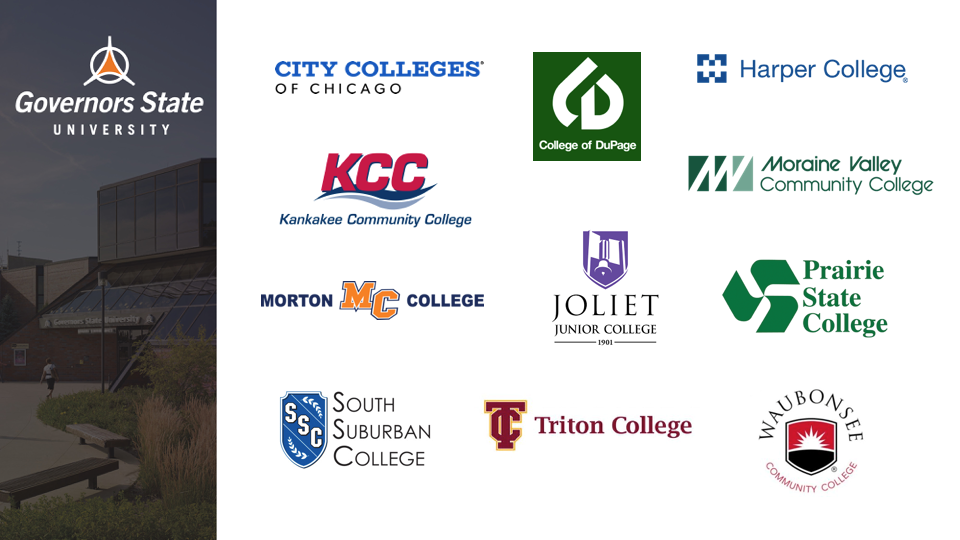 Governors State
UNIVERSITY
Governors State University
CITY COLLEGES®
OF CHICAGO
College of DuPage
Harper College®
KCC
Kankakee Community College
Moraine Valley
Community College
MORTON MC COLLEGE
JOLIET
JUNIOR COLLEGE
1901
Prairie
State
College
SSC
SOUTH
SUBURBAN
COLLEGE
TC Triton College
WAUBONSEE
®
COMMUNITY COLLEGE